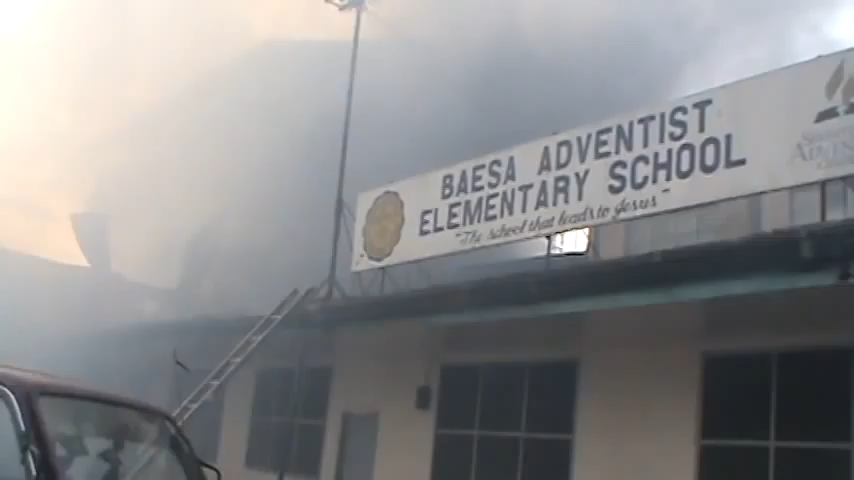 BAESA ADVENTIST
ELEMENTARY SCHOOL
"The school that leads to Jesus"